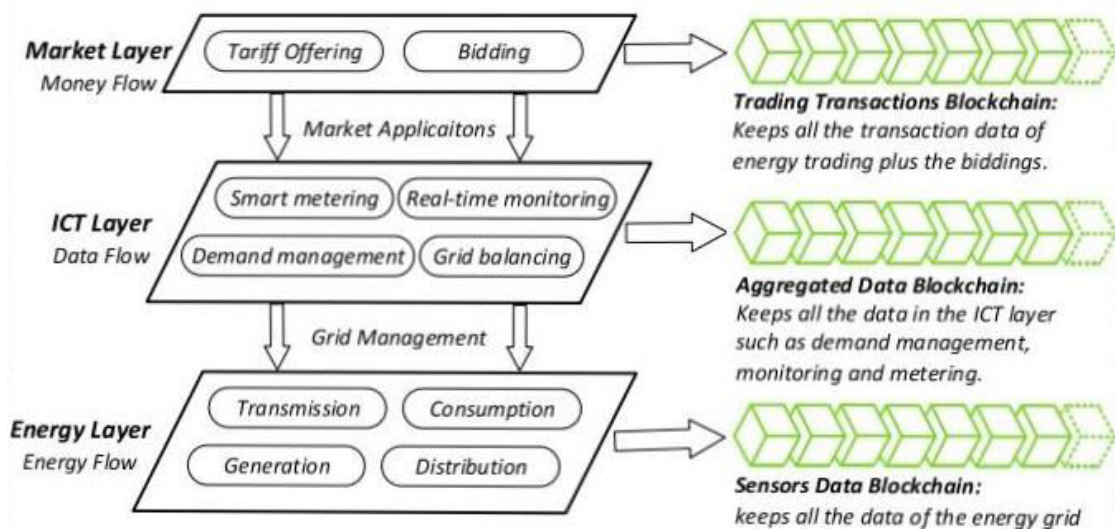 Market Layer
Money Flow
Tariff Offering
Bidding
Trading Transactions Blockchain:
Keeps all the transaction data of
energy trading plus the biddings.
Market Applicaitons
ICT Layer
Data Flow
Smart metering
Real-time monitoring
Demand management
Grid balancing
Aggregated Data Blockchain:
Keeps all the data in the ICT layer
such as demand management,
monitoring and metering.
Grid Management
Energy Layer
Energy Flow
Transmission
Consumption
Generation
Distribution
Sensors Data Blockchain:
keeps all the data of the energy grid